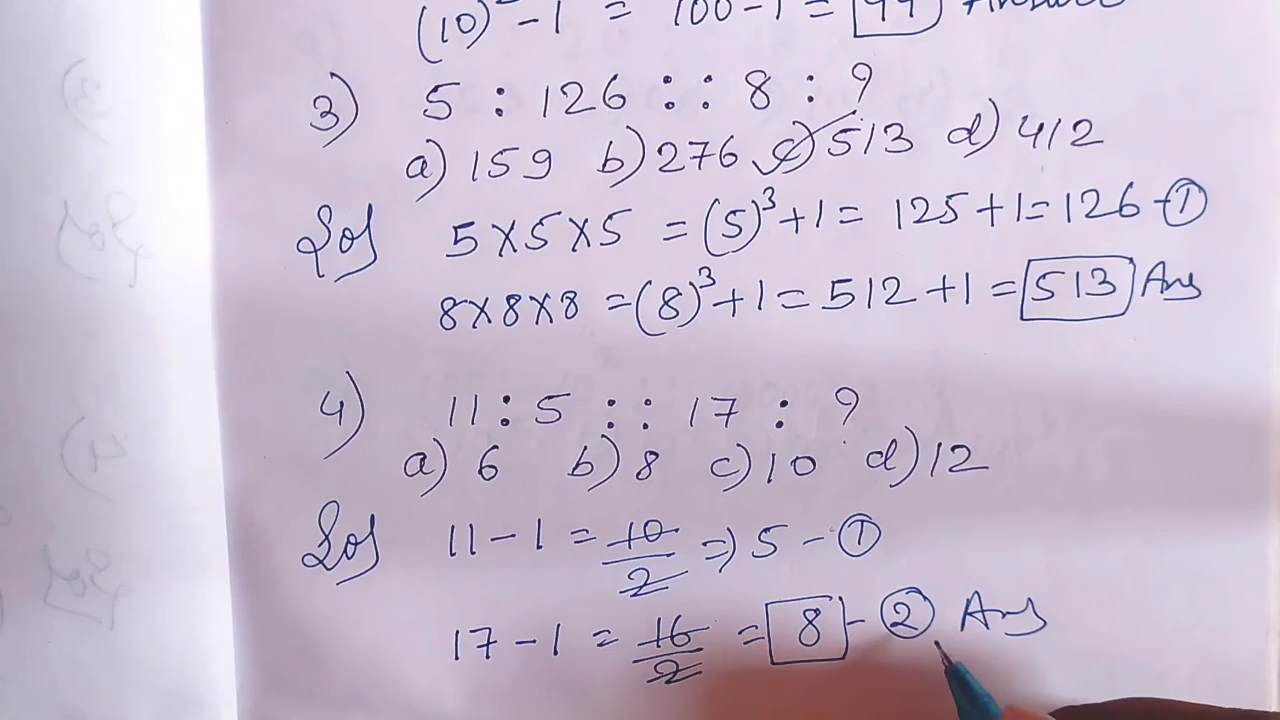 (10)² - 1 = 100 - 1 = 99 Answer
3) 5 : 126 :: 8 : ?
a) 159 b) 276 c) 513 d) 412
Sol 5×5×5 = (5)³+1 = 125+1=126 - ①
8×8×8 = (8)³+1 = 512+1 = 513 Ans
4) 11 : 5 :: 17 : ?
a) 6 b) 8 c) 10 d) 12
Sol 11 - 1 = 10/2 => 5 - ①
17 - 1 = 16/2 = 8 - ② Ans